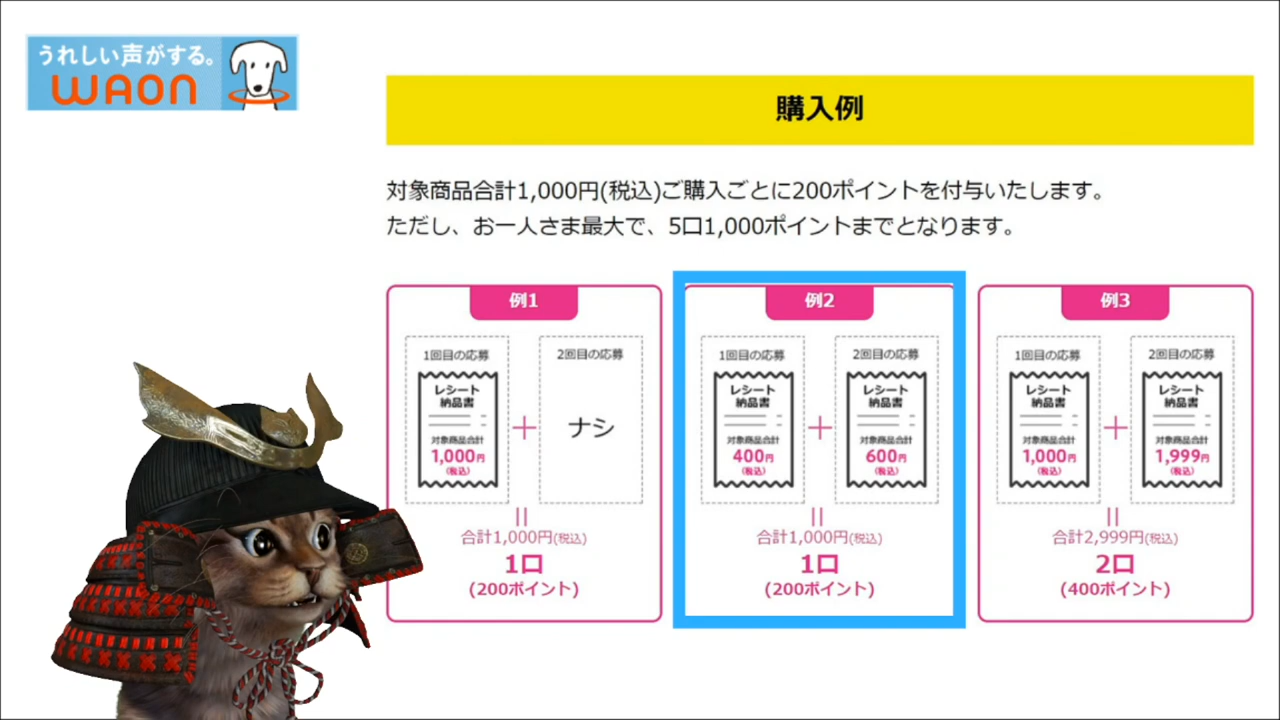 うれしい声がする。
WAON
購入例
対象商品合計1,000円(税込)ご購入ごとに200ポイントを付与いたします。
ただし、お一人さま最大で、5口1,000ポイントまでとなります。
例1
1回目の応募
レシート
納品書
対象商品合計
1,000円
(税込)
+
2回目の応募
ナシ
合計1,000円(税込)
1口
(200ポイント)
例2
1回目の応募
レシート
納品書
対象商品合計
400円
(税込)
+
2回目の応募
レシート
納品書
対象商品合計
600円
(税込)
合計1,000円(税込)
1口
(200ポイント)
例3
1回目の応募
レシート
納品書
対象商品合計
1,000円
(税込)
+
2回目の応募
レシート
納品書
対象商品合計
1,999円
(税込)
合計2,999円(税込)
2口
(400ポイント)